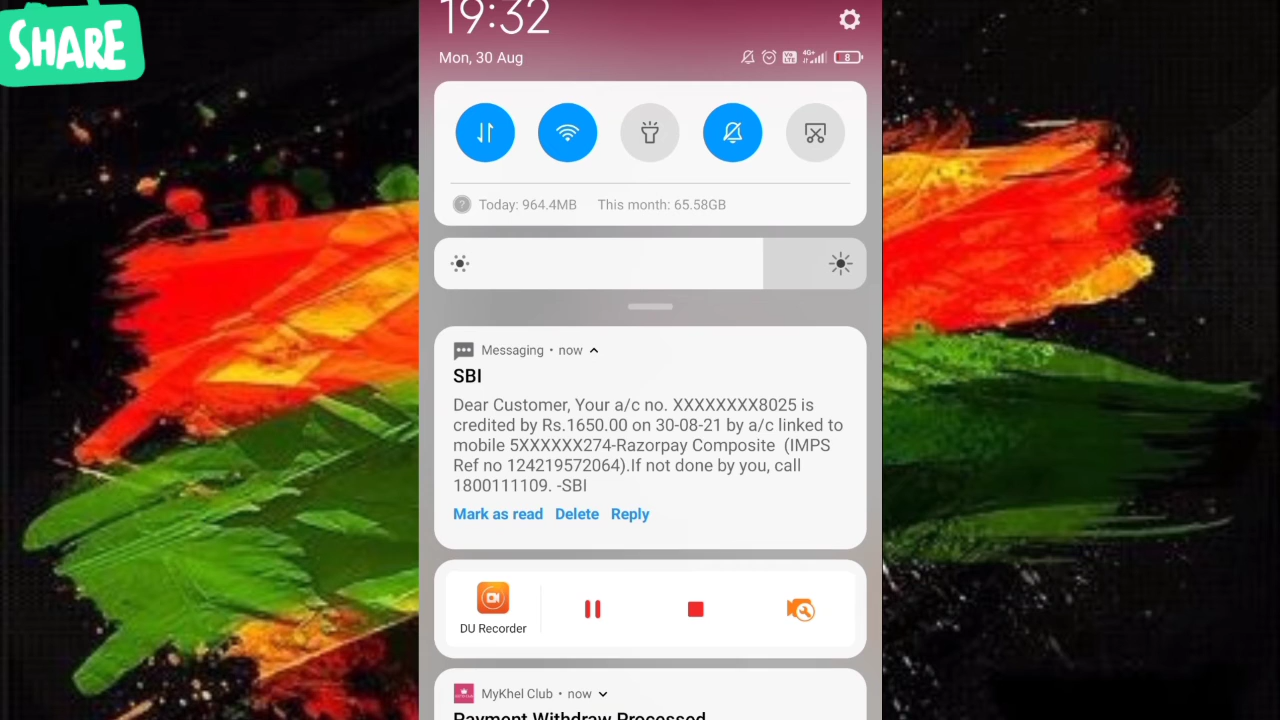 SHARE
19:32
Mon, 30 Aug
4G+
8
Today: 964.4MB This month: 65.58GB
Messaging • now
SBI
Dear Customer, Your a/c no. XXXXXXXX8025 is
credited by Rs.1650.00 on 30-08-21 by a/c linked to
mobile 5XXXXXX274-Razorpay Composite (IMPS
Ref no 124219572064).If not done by you, call
1800111109. -SBI
Mark as read Delete Reply
DU Recorder
MyKhel Club • now
Payment Withdraw Processed